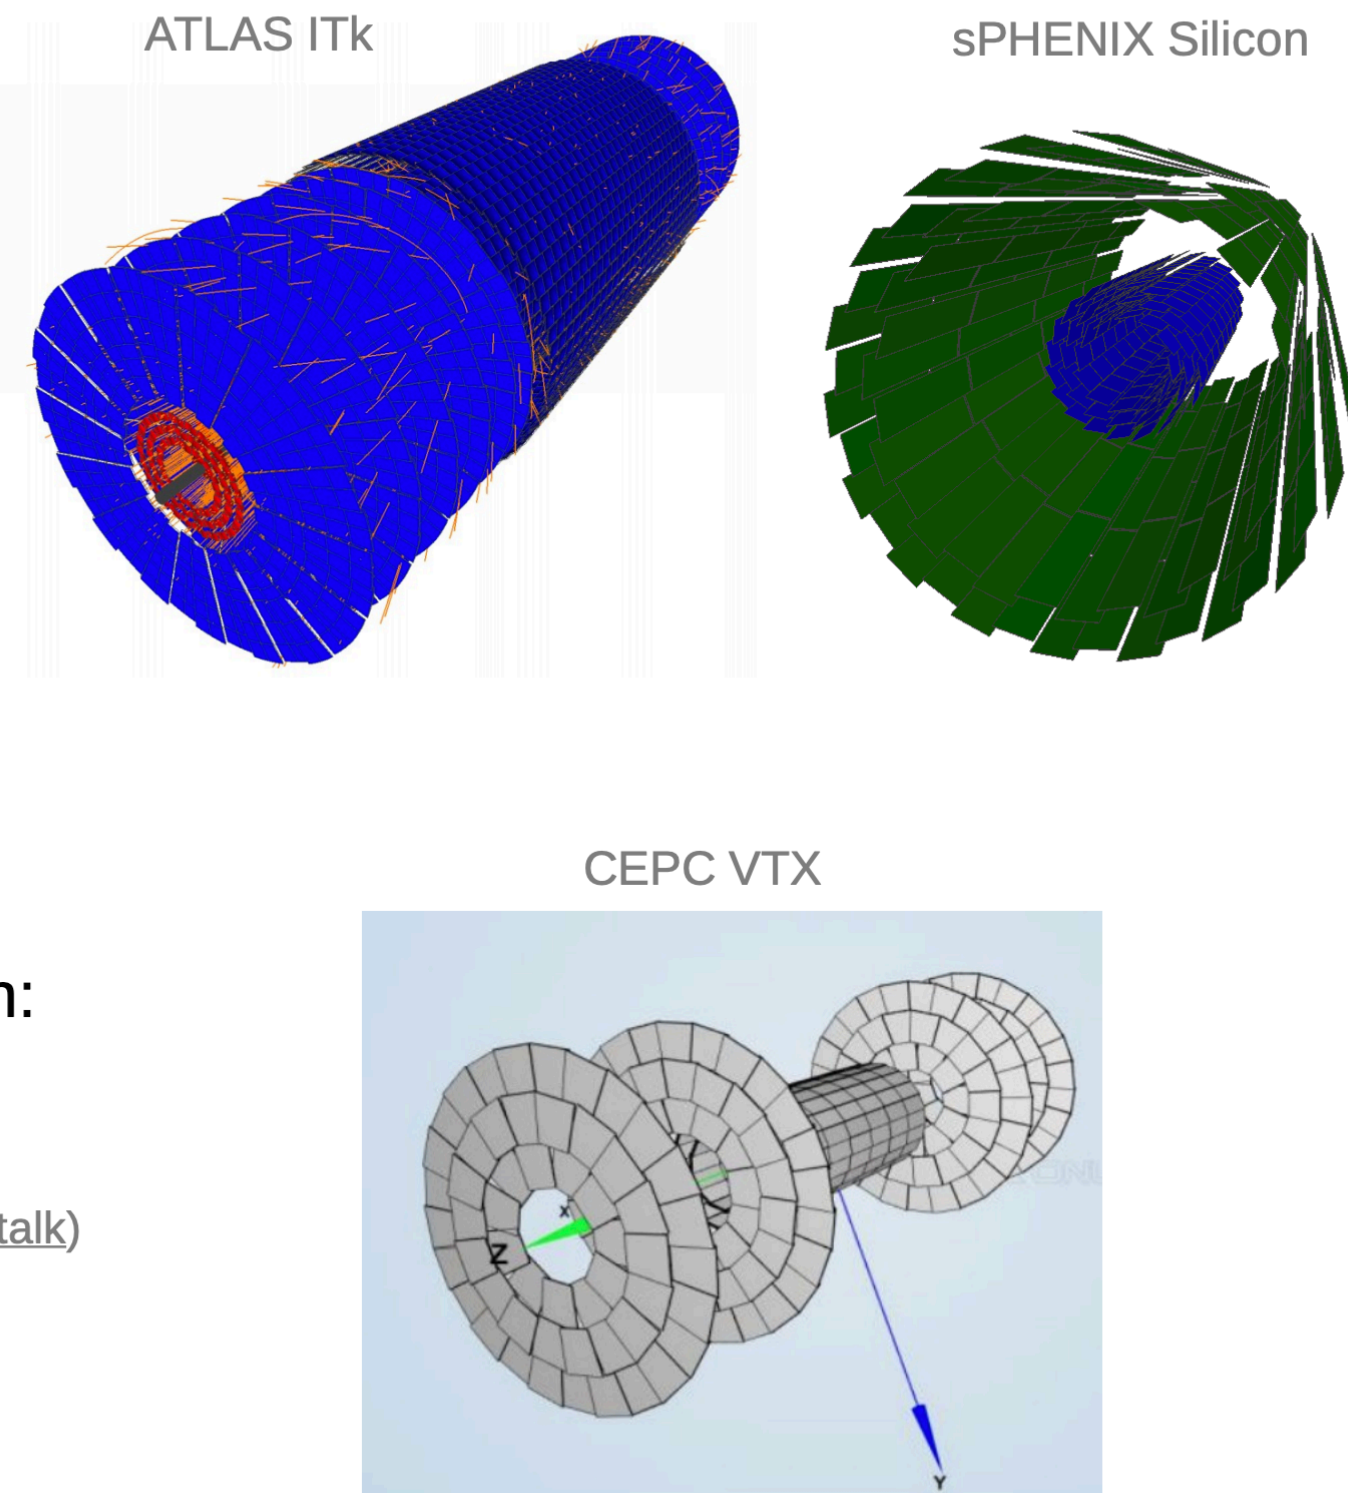 ATLAS ITk
sPHENIX Silicon
CEPC VTX
n:
talk)
x
Z
Y